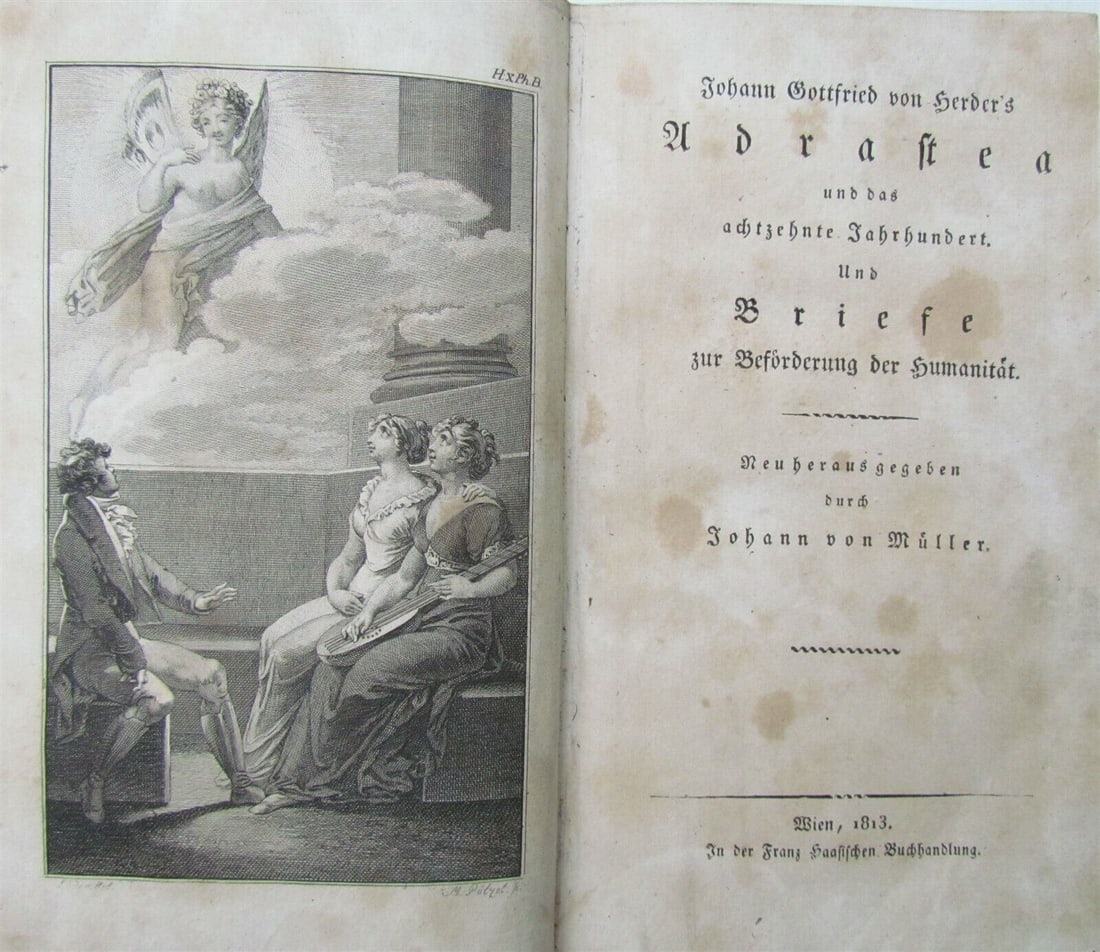 H.x Ph. B.
Johann Gottfried von Herder's
Adrastea
und das
achtzehnte Jahrhundert.
Und
Briefe
zur Beförderung der Humanität.
Neu herausgegeben
durch
Johann von Müller.
Wien, 1813.
In der Franz Haasischen Buchhandlung.